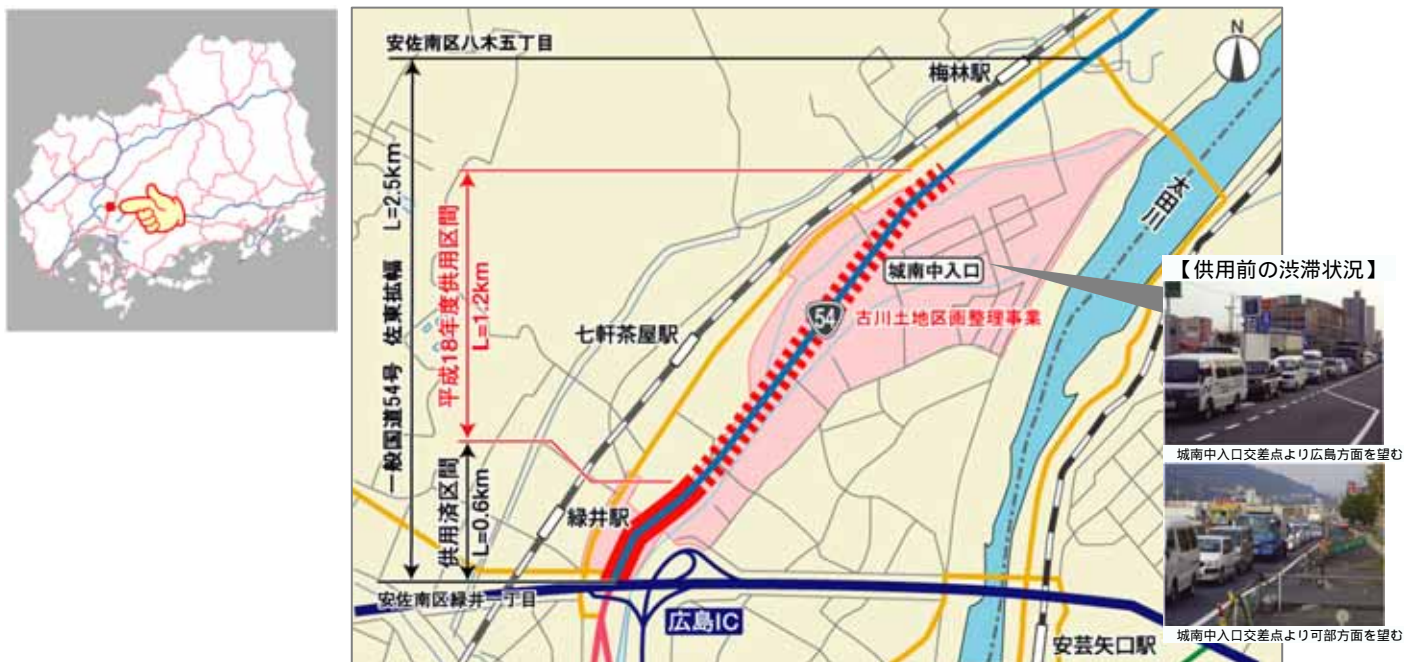 安佐南区八木五丁目
N
梅林駅
一般国道54号 佐東拡幅 L=2.5km
平成18年度供用区間
L=1.2km
太田川
城南中入口
【供用前の渋滞状況】
54
古川土地区画整理事業
七軒茶屋駅
城南中入口交差点より広島方面を望む
供用済区間
L=0.6km
緑井駅
安佐南区緑井一丁目
広島IC
安芸矢口駅
城南中入口交差点より可部方面を望む